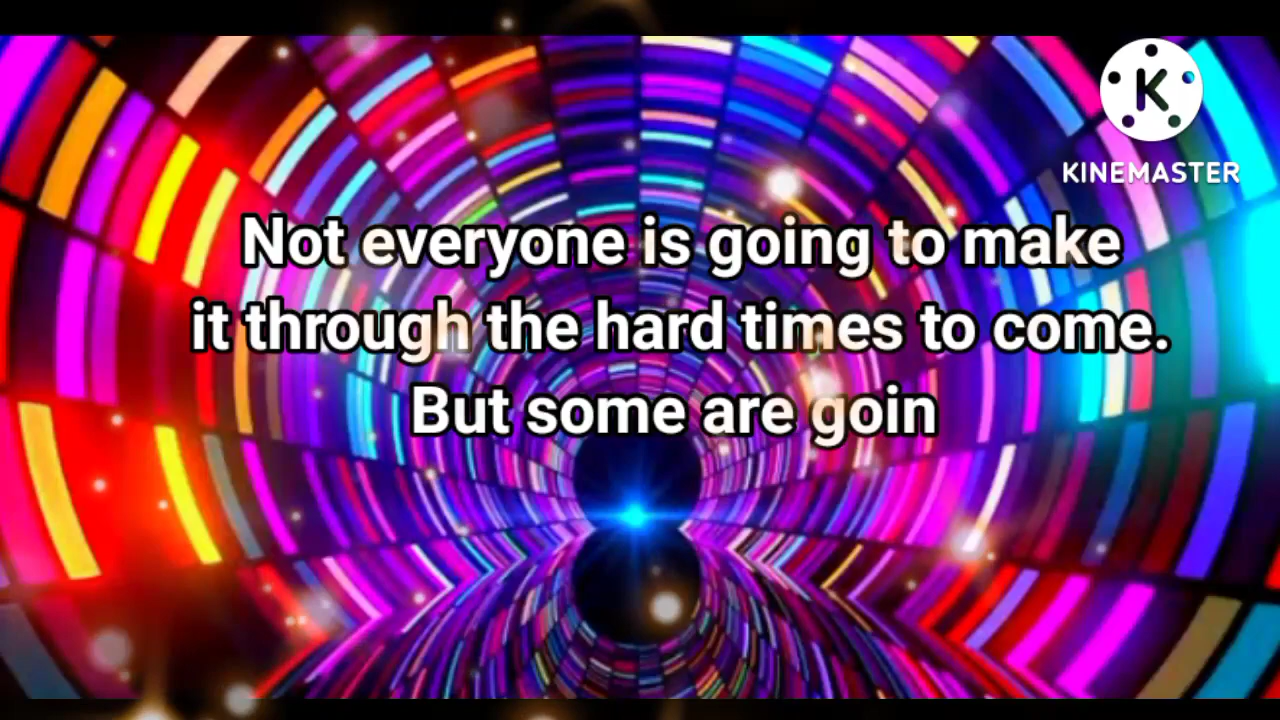 K
KINEMASTER
Not everyone is going to make
it through the hard times to come.
But some are goin